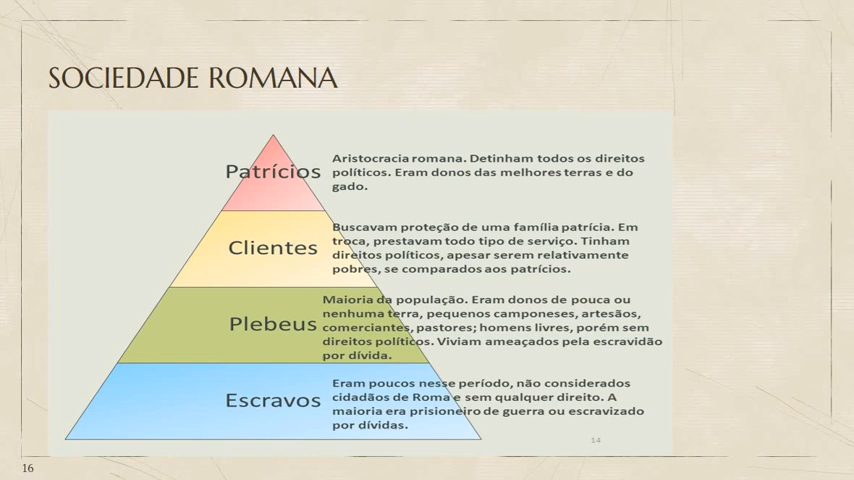 SOCIEDADE ROMANA
Patrícios
Aristocracia romana. Detinham todos os direitos
políticos. Eram donos das melhores terras e do
gado.
Clientes
Buscavam proteção de uma família patrícia. Em
troca, prestavam todo tipo de serviço. Tinham
direitos políticos, apesar serem relativamente
pobres, se comparados aos patrícios.
Plebeus
Maioria da população. Eram donos de pouca ou
nenhuma terra, pequenos camponeses, artesãos,
comerciantes, pastores; homens livres, porém sem
direitos políticos. Viviam ameaçados pela escravidão
por dívida.
Escravos
Eram poucos nesse período, não considerados
cidadãos de Roma e sem qualquer direito. A
maioria era prisioneiro de guerra ou escravizado
por dívidas.
14
16